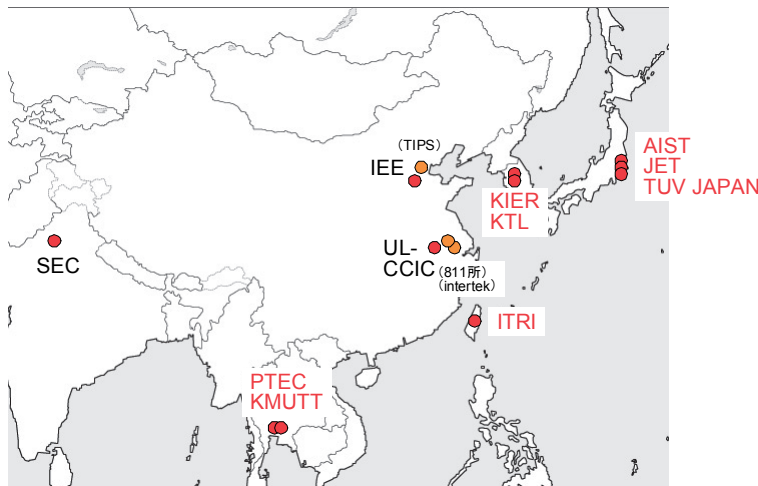 (TIPS)
IEE
AIST
JET
TUV JAPAN
KIER
KTL
SEC
UL-
CCIC
(811所)
(intertek)
ITRI
PTEC
KMUTT